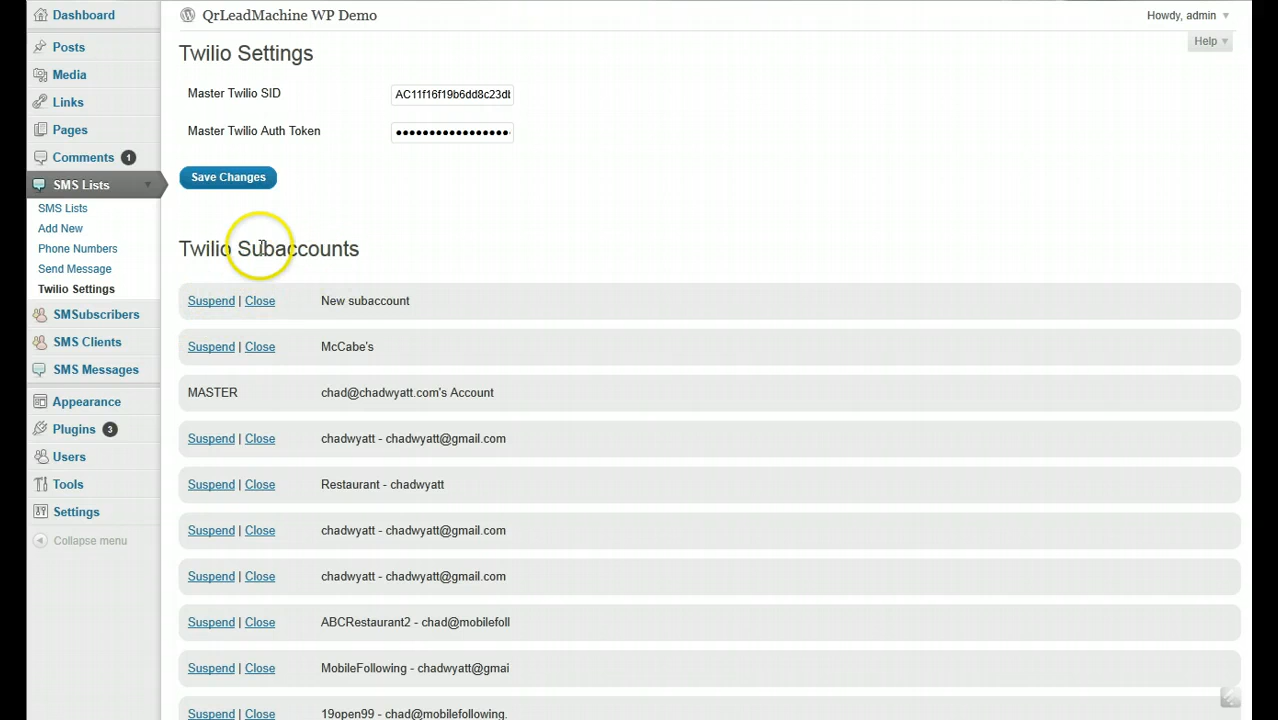 Dashboard
Posts
Media
Links
Pages
Comments 1
SMS Lists
SMS Lists
Add New
Phone Numbers
Send Message
Twilio Settings
SMSubscribers
SMS Clients
SMS Messages
Appearance
Plugins 3
Users
Tools
Settings
Collapse menu
QrLeadMachine WP Demo
Howdy, admin
Help
Twilio Settings
Master Twilio SID AC11f16f19b6dd8c23db
Master Twilio Auth Token
Save Changes
Twilio Subaccounts
Suspend | Close New subaccount
Suspend | Close McCabe's
MASTER chad@chadwyatt.com's Account
Suspend | Close chadwyatt - chadwyatt@gmail.com
Suspend | Close Restaurant - chadwyatt
Suspend | Close chadwyatt - chadwyatt@gmail.com
Suspend | Close chadwyatt - chadwyatt@gmail.com
Suspend | Close ABCRestaurant2 - chad@mobilefoll
Suspend | Close MobileFollowing - chadwyatt@gmai
Suspend | Close 19open99 - chad@mobilefollowing.